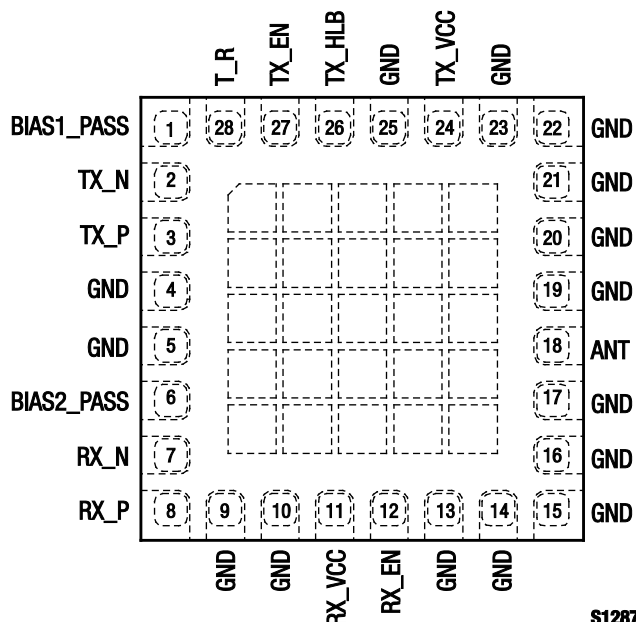 T_R
TX_EN
TX_HLB
GND
TX_VCC
GND
BIAS1_PASS 1 28 27 26 25 24 23 22 GND
TX_N 2 21 GND
TX_P 3 20 GND
GND 4 19 GND
GND 5 18 ANT
BIAS2_PASS 6 17 GND
RX_N 7 16 GND
RX_P 8 9 10 11 12 13 14 15 GND
GND
GND
RX_VCC
RX_EN
GND
GND
S1287